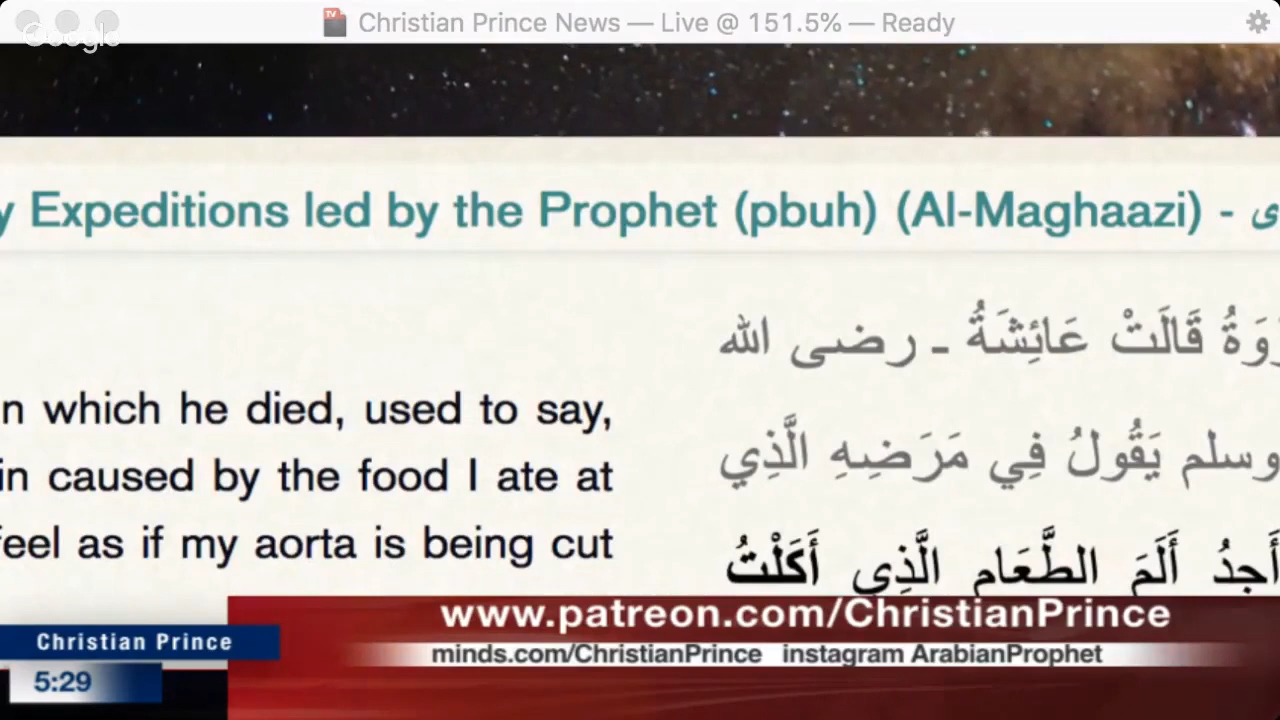 Christian Prince News — Live @ 151.5% — Ready
Google
y Expeditions led by the Prophet (pbuh) (Al-Maghaazi) - ى
وَةُ قَالَتْ عَائِشَةُ ـ رضى الله
n which he died, used to say,
وسلم يَقُولُ فِي مَرَضِهِ الَّذِي
in caused by the food I ate at
feel as if my aorta is being cut
أَجِدُ أَلَمَ الطَّعَامِ الَّذِي أَكَلْتُ
www.patreon.com/ChristianPrince
Christian Prince
minds.com/ChristianPrince instagram ArabianProphet
5:29